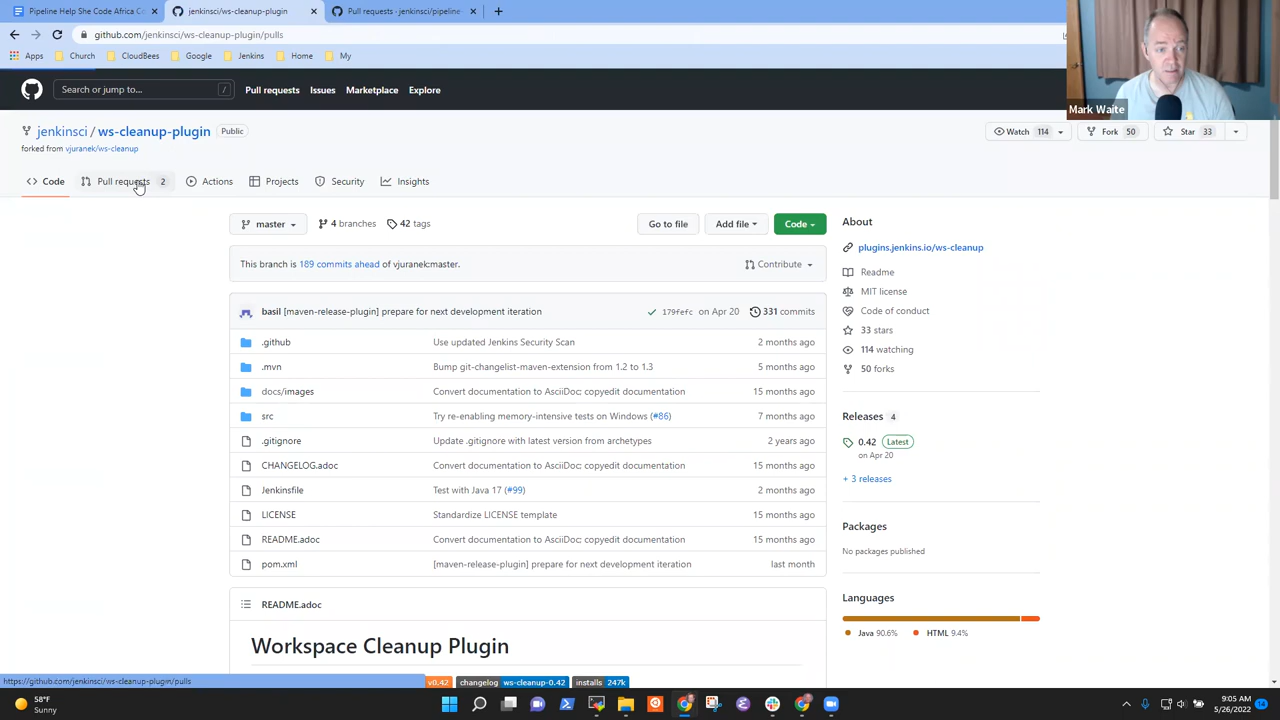 Pipeline Help She Code Africa C
jenkinsci/ws-cleanup-plugin
Pull requests - jenkinsci/pipeline-
github.com/jenkinsci/ws-cleanup-plugin/pulls
Apps Church CloudBees Google Jenkins Home My
Mark Waite
Search or jump to... / Pull requests Issues Marketplace Explore
jenkinsci / ws-cleanup-plugin Public
forked from vjuranek/ws-cleanup
Watch 114 Fork 50 Star 33
Code Pull requests 2 Actions Projects Security Insights
master 4 branches 42 tags Go to file Add file Code
This branch is 189 commits ahead of vjuranek:master. Contribute
basil [maven-release-plugin] prepare for next development iteration 179fefc on Apr 20 331 commits
.github Use updated Jenkins Security Scan 2 months ago
.mvn Bump git-changelist-maven-extension from 1.2 to 1.3 5 months ago
docs/images Convert documentation to AsciiDoc: copyedit documentation 15 months ago
src Try re-enabling memory-intensive tests on Windows (#86) 7 months ago
.gitignore Update .gitignore with latest version from archetypes 2 years ago
CHANGELOG.adoc Convert documentation to AsciiDoc: copyedit documentation 15 months ago
Jenkinsfile Test with Java 17 (#99) 2 months ago
LICENSE Standardize LICENSE template 15 months ago
README.adoc Convert documentation to AsciiDoc: copyedit documentation 15 months ago
pom.xml [maven-release-plugin] prepare for next development iteration last month
README.adoc
Workspace Cleanup Plugin
v0.42 changelog ws-cleanup-0.42 installs 247k
About
plugins.jenkins.io/ws-cleanup
Readme
MIT license
Code of conduct
33 stars
114 watching
50 forks
Releases 4
0.42 Latest
on Apr 20
+ 3 releases
Packages
No packages published
Languages
Java 90.6% HTML 9.4%
https://github.com/jenkinsci/ws-cleanup-plugin/pulls
58°F
Sunny
9:05 AM
5/26/2022